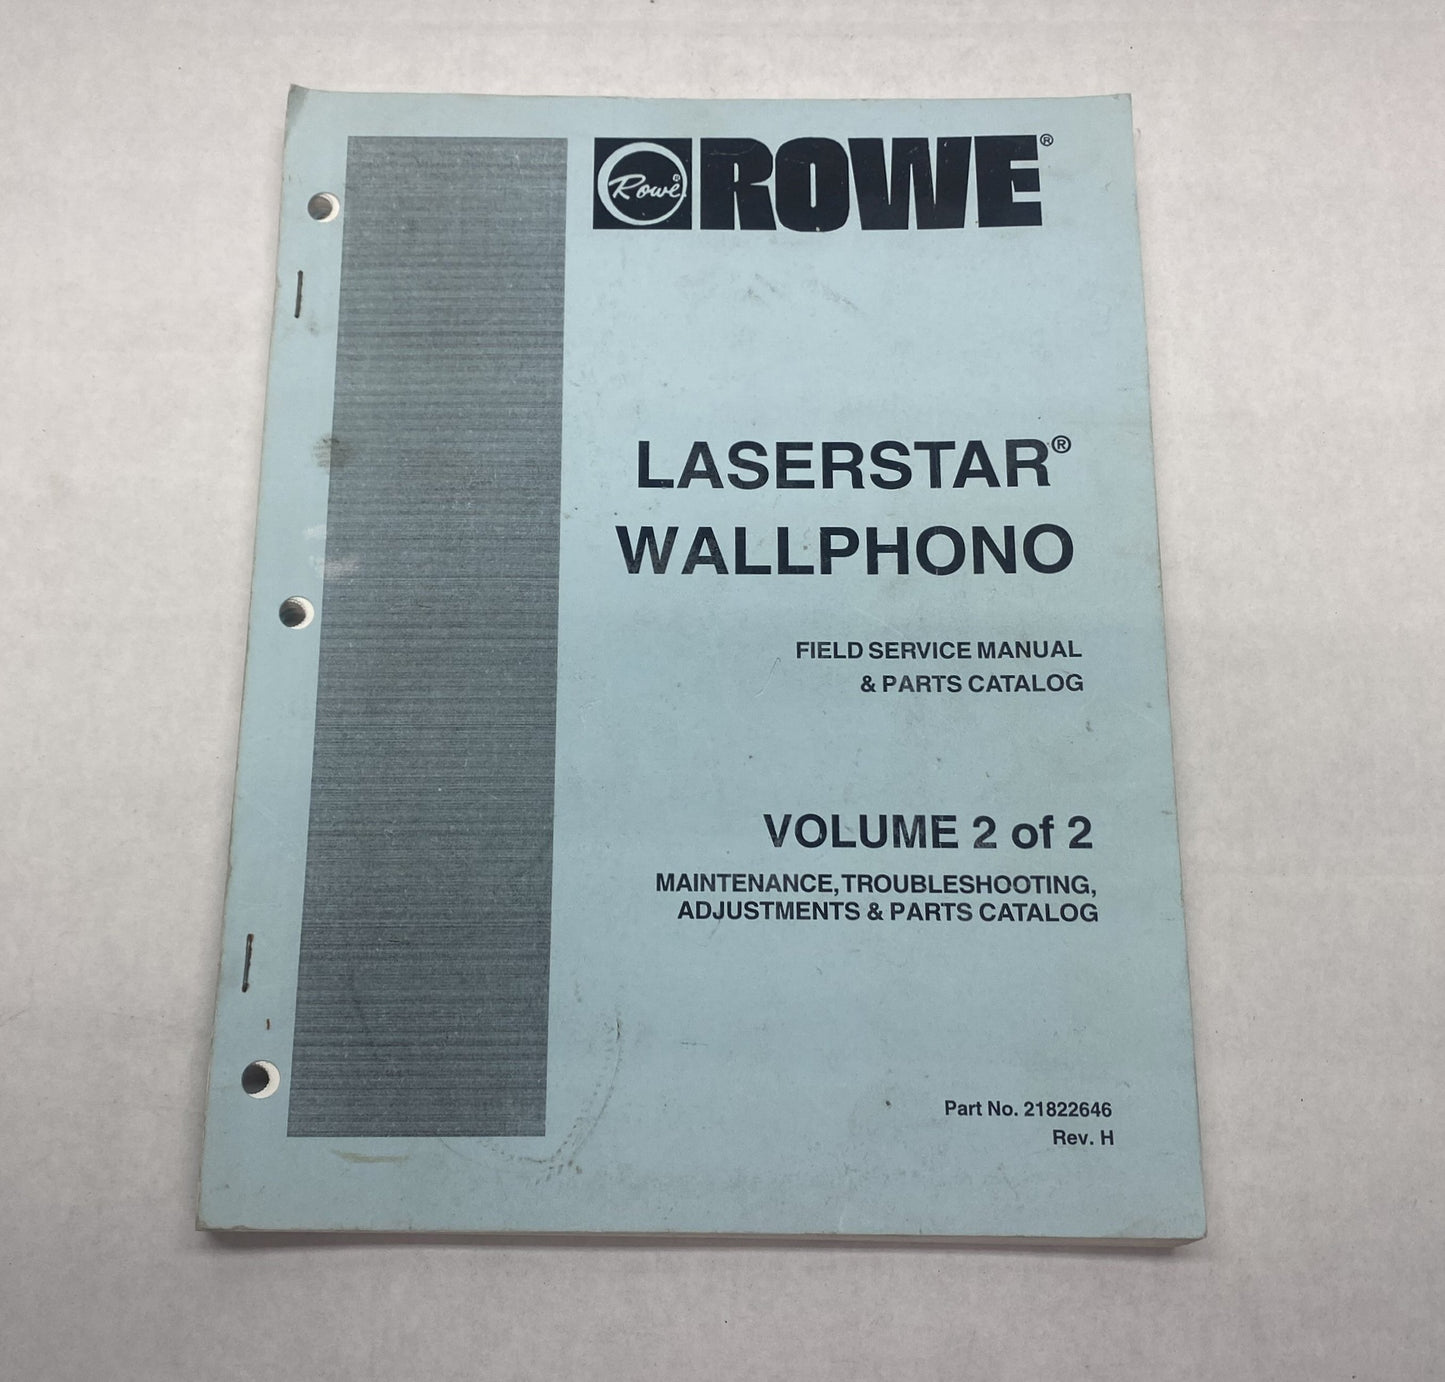 Rowe®
ROWE®
LASERSTAR®
WALLPHONO
FIELD SERVICE MANUAL
& PARTS CATALOG
VOLUME 2 of 2
MAINTENANCE, TROUBLESHOOTING,
ADJUSTMENTS & PARTS CATALOG
Part No. 21822646
Rev. H